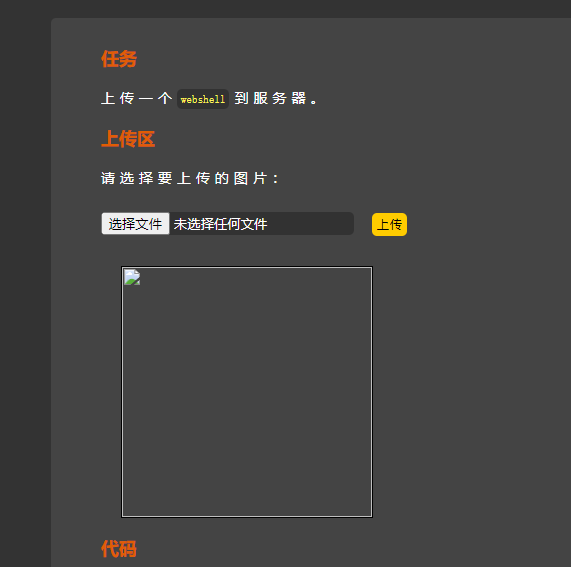 任务
上传一个 webshell 到服务器。
上传区
请选择要上传的图片：
选择文件 未选择任何文件 上传
代码